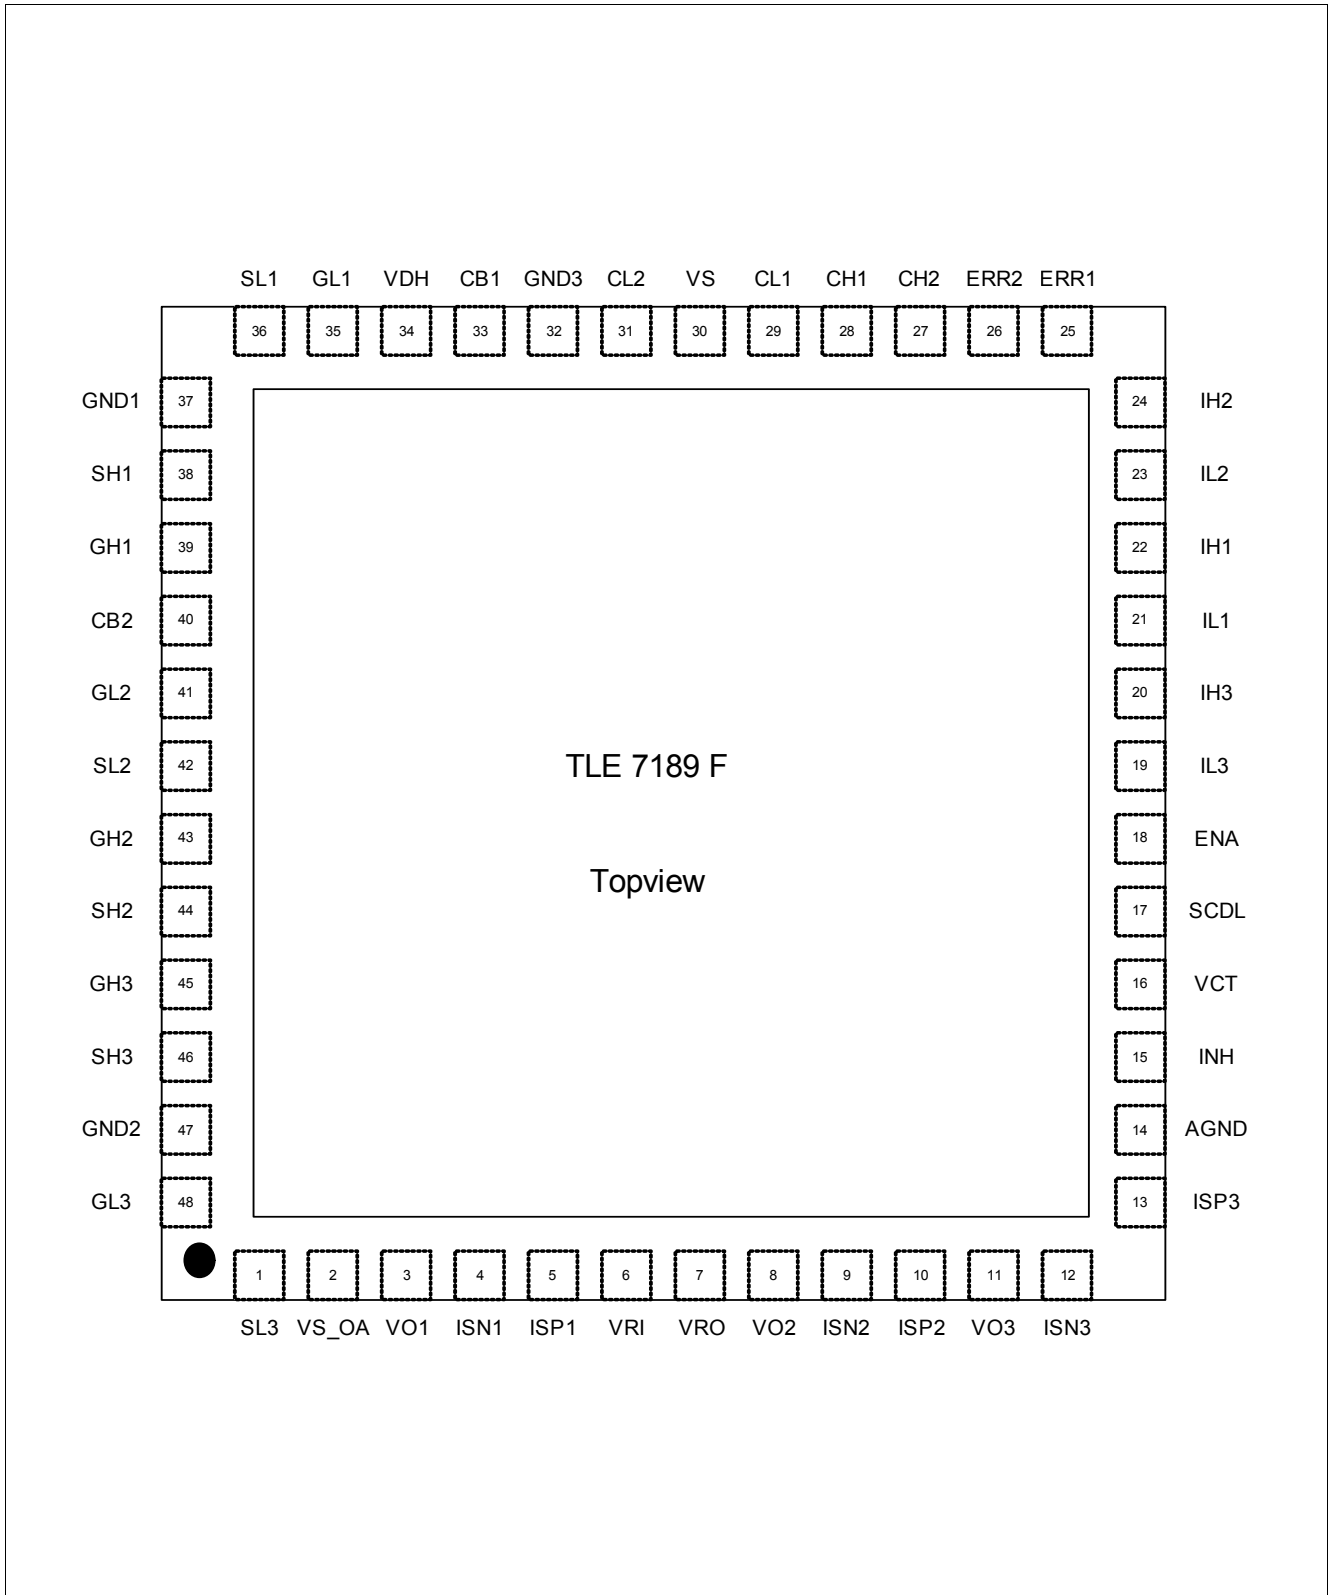 SL1 GL1 VDH CB1 GND3 CL2 VS CL1 CH1 CH2 ERR2 ERR1
36 35 34 33 32 31 30 29 28 27 26 25
GND1 37 24 IH2
SH1 38 23 IL2
GH1 39 22 IH1
CB2 40 21 IL1
GL2 41 20 IH3
SL2 42 TLE 7189 F 19 IL3
GH2 43 18 ENA
Topview
SH2 44 17 SCDL
GH3 45 16 VCT
SH3 46 15 INH
GND2 47 14 AGND
GL3 48 13 ISP3
1 2 3 4 5 6 7 8 9 10 11 12
SL3 VS_OA VO1 ISN1 ISP1 VRI VRO VO2 ISN2 ISP2 VO3 ISN3